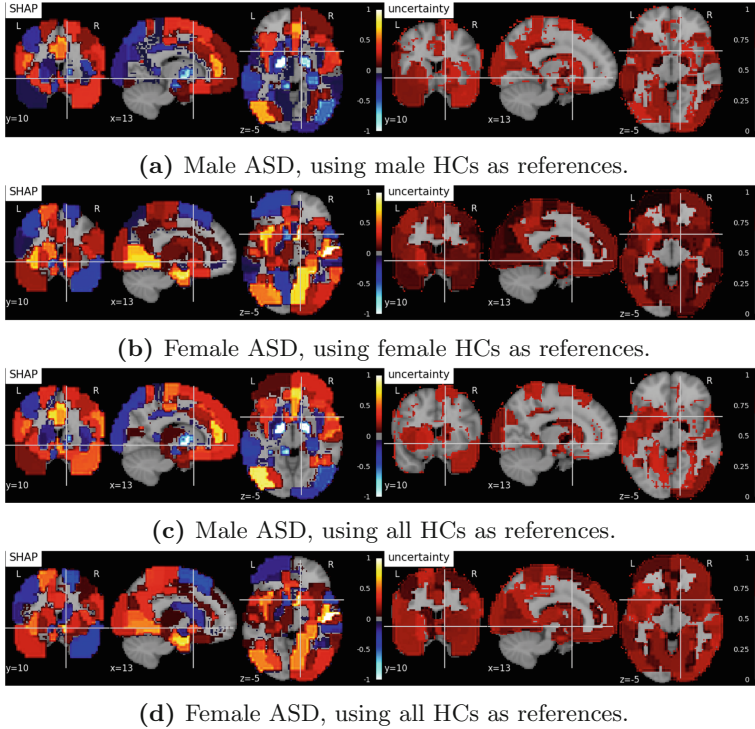 SHAP
L R
y=10 x=13 z=-5
1
0.5
0
-0.5
-1
uncertainty
L R
y=10 x=13 z=-5
1
0.75
0.5
0.25
0
(a) Male ASD, using male HCs as references.
SHAP
L R
y=10 x=13 z=-5
1
0.5
0
-0.5
-1
uncertainty
L R
y=10 x=13 z=-5
1
0.75
0.5
0.25
0
(b) Female ASD, using female HCs as references.
SHAP
L R
y=10 x=13 z=-5
1
0.5
0
-0.5
-1
uncertainty
L R
y=10 x=13 z=-5
1
0.75
0.5
0.25
0
(c) Male ASD, using all HCs as references.
SHAP
L R
y=10 x=13 z=-5
1
0.5
0
-0.5
-1
uncertainty
L R
y=10 x=13 z=-5
1
0.75
0.5
0.25
0
(d) Female ASD, using all HCs as references.